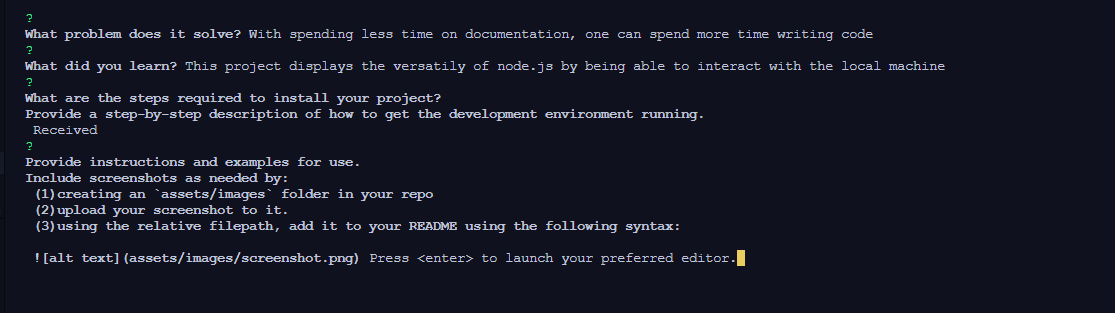 ?
What problem does it solve? With spending less time on documentation, one can spend more time writing code
?
What did you learn? This project displays the versatily of node.js by being able to interact with the local machine
?
What are the steps required to install your project?
Provide a step-by-step description of how to get the development environment running.
Received
?
Provide instructions and examples for use.
Include screenshots as needed by:
(1)creating an `assets/images` folder in your repo
(2)upload your screenshot to it.
(3)using the relative filepath, add it to your README using the following syntax:
![alt text](assets/images/screenshot.png) Press <enter> to launch your preferred editor.